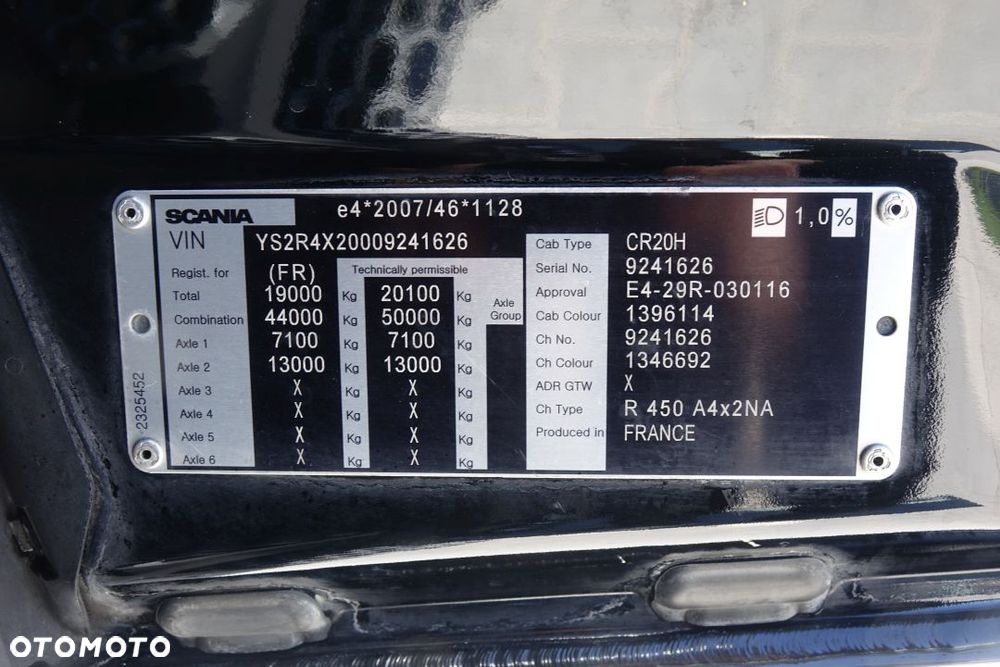 SCANIA e4*2007/46*1128 1,0%
VIN YS2R4X20009241626
Regist. for (FR) Technically permissible
Total 19000 Kg 20100 Kg Axle Group
Combination 44000 Kg 50000 Kg
Axle 1 7100 Kg 7100 Kg
Axle 2 13000 Kg 13000 Kg
Axle 3 X Kg X Kg
Axle 4 X Kg X Kg
Axle 5 X Kg X Kg
Axle 6 X Kg X Kg
Cab Type CR20H
Serial No. 9241626
Approval E4-29R-030116
Cab Colour 1396114
Ch No. 9241626
Ch Colour 1346692
ADR GTW X
Ch Type R 450 A4x2NA
Produced in FRANCE
2325452
OTOMOTO